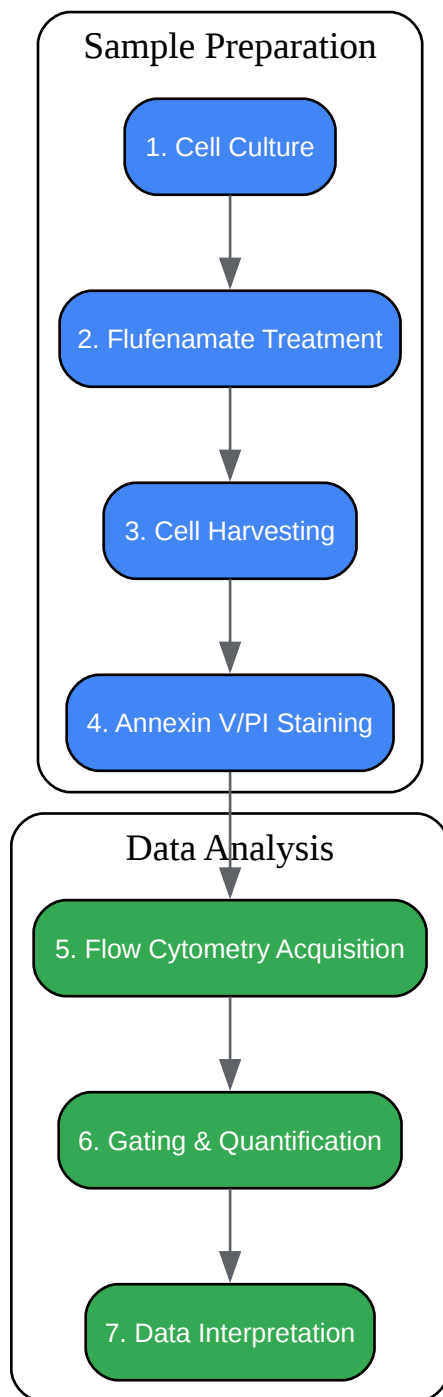 Sample Preparation
1. Cell Culture
2. Flufenamate Treatment
3. Cell Harvesting
4. Annexin V/PI Staining
Data Analysis
5. Flow Cytometry Acquisition
6. Gating & Quantification
7. Data Interpretation